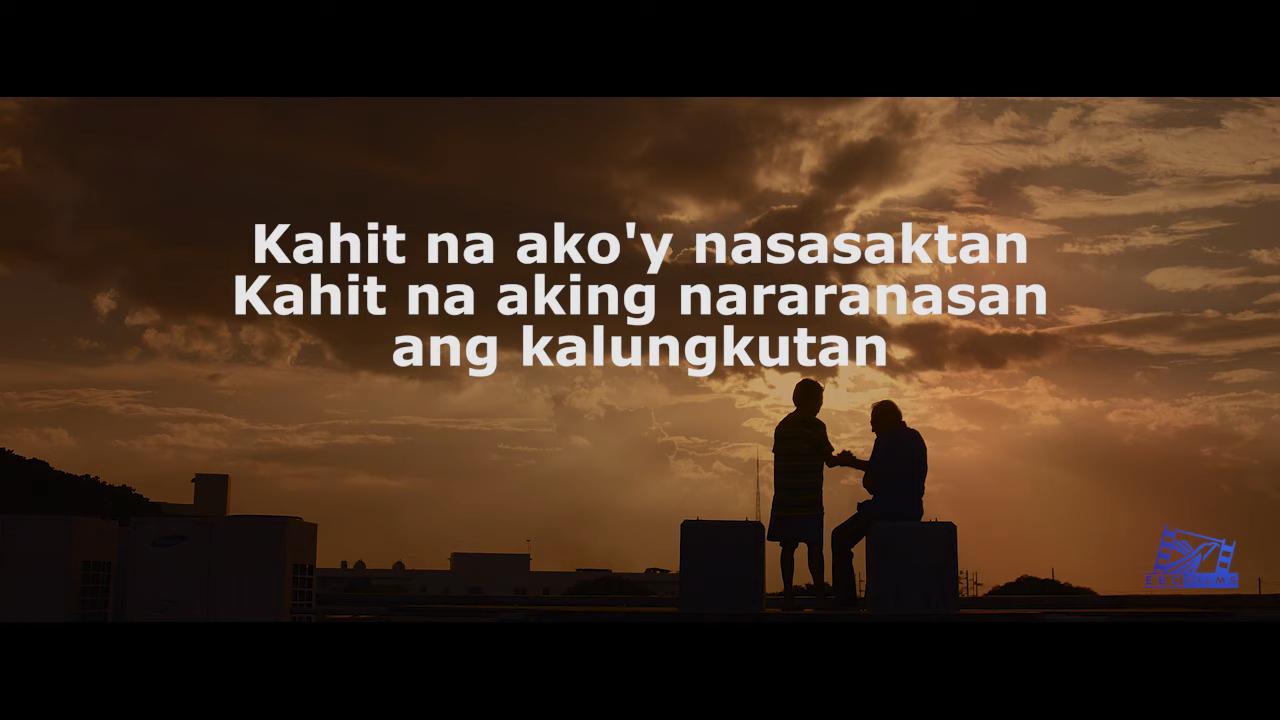 Kahit na ako'y nasasaktan
Kahit na aking nararanasan
ang kalungkutan